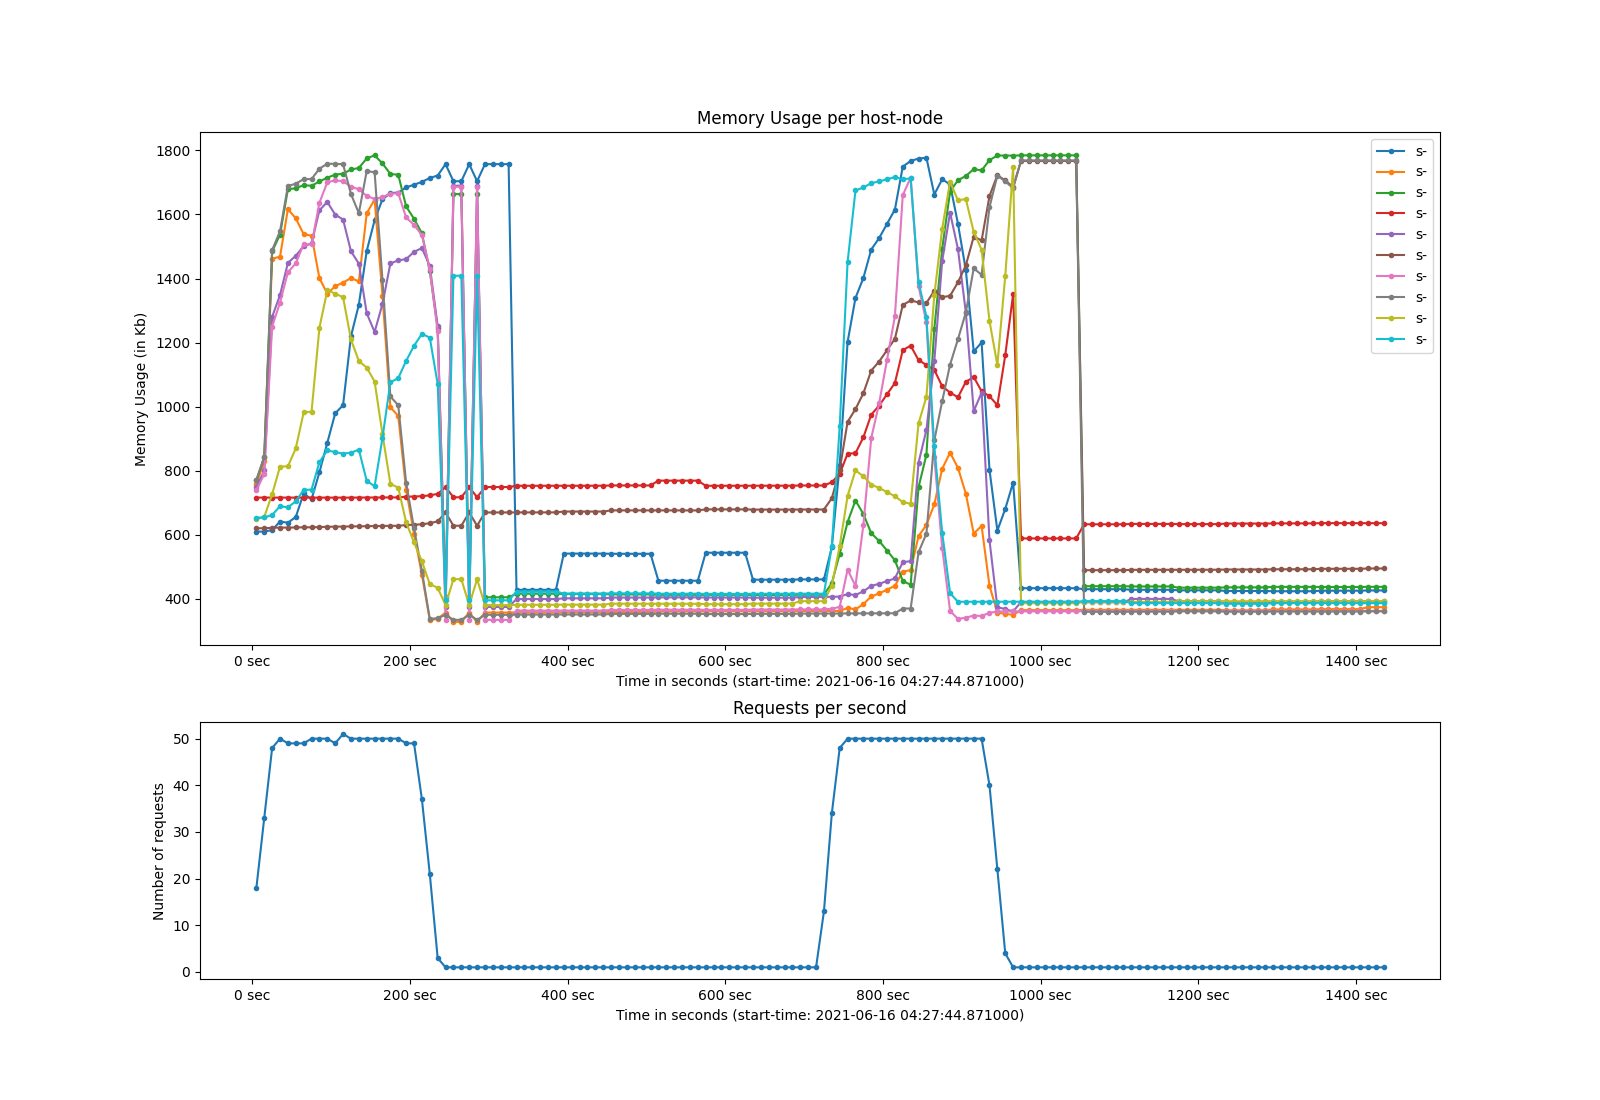 Memory Usage per host-node
Memory Usage (in Kb)
1800
1600
1400
1200
1000
800
600
400
s-
s-
s-
s-
s-
s-
s-
s-
s-
s-
0 sec 200 sec 400 sec 600 sec 800 sec 1000 sec 1200 sec 1400 sec
Time in seconds (start-time: 2021-06-16 04:27:44.871000)
Requests per second
Number of requests
50
40
30
20
10
0
0 sec 200 sec 400 sec 600 sec 800 sec 1000 sec 1200 sec 1400 sec
Time in seconds (start-time: 2021-06-16 04:27:44.871000)